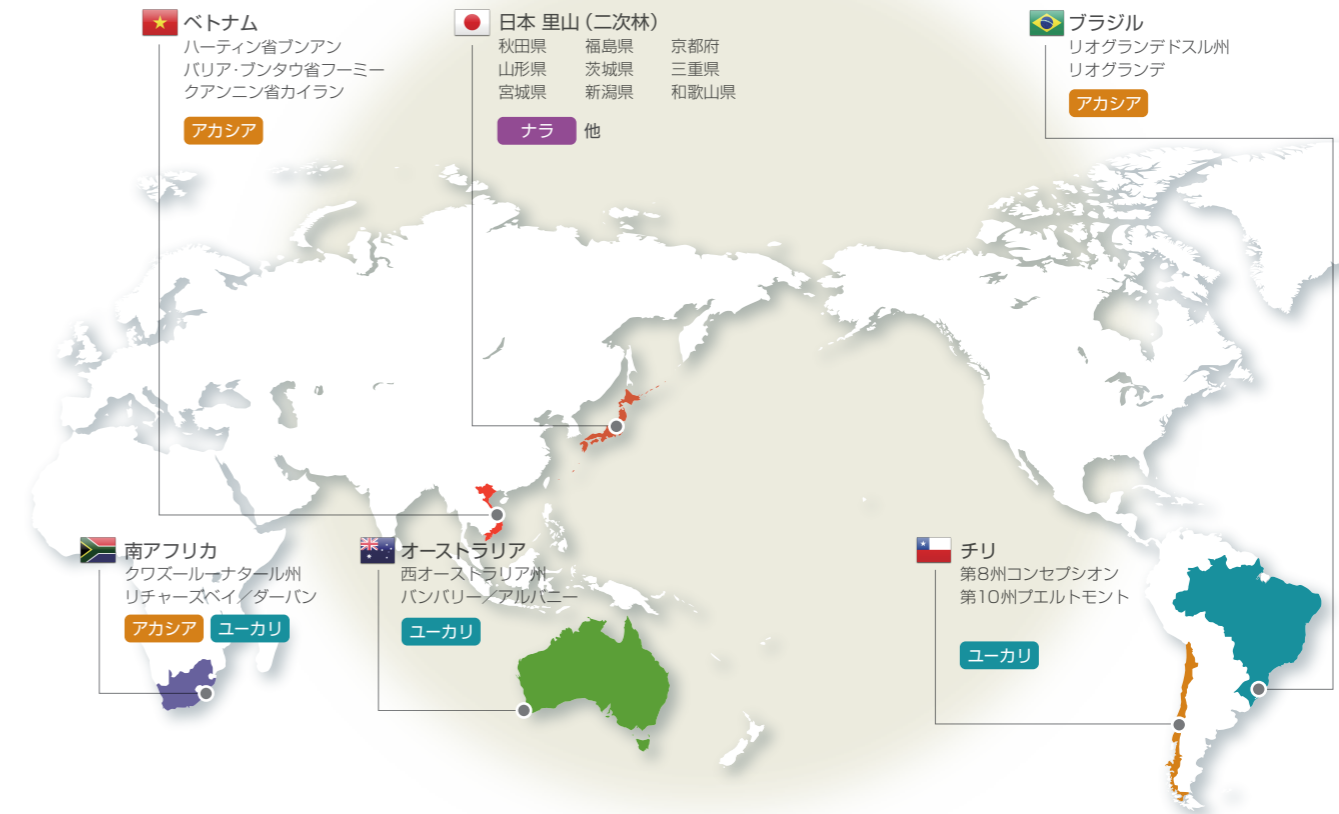 ベトナム
ハーティン省ブンアン
バリア・ブンタウ省フーミー
クアンニン省カイラン
アカシア
日本 里山(二次林)
秋田県 福島県 京都府
山形県 茨城県 三重県
宮城県 新潟県 和歌山県
ナラ 他
ブラジル
リオグランデドスル州
リオグランデ
アカシア
南アフリカ
クワズールーナタール州
リチャーズベイ/ダーバン
アカシア ユーカリ
オーストラリア
西オーストラリア州
バンバリー/アルバニー
ユーカリ
チリ
第8州コンセプシオン
第10州プエルトモント
ユーカリ